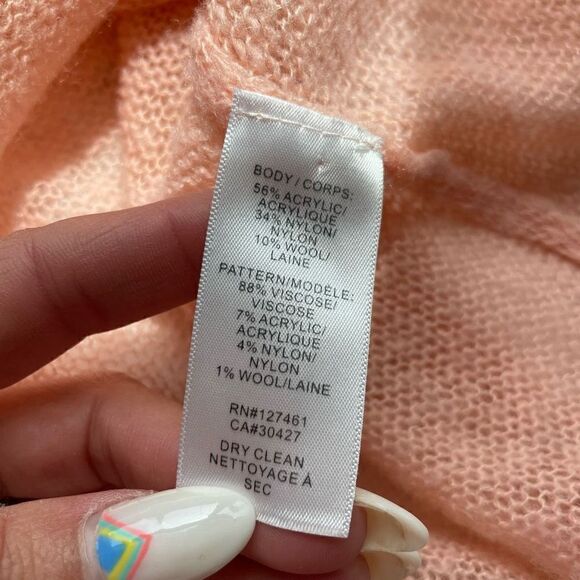 BODY/CORPS:
56% ACRYLIC/
ACRYLIQUE
34% NYLON/
NYLON
10% WOOL/
LAINE
PATTERN/MODÈLE:
88% VISCOSE/
VISCOSE
7% ACRYLIC/
ACRYLIQUE
4% NYLON/
NYLON
1% WOOL/LAINE
RN#127461
CA#30427
DRY CLEAN
NETTOYAGE À
SEC